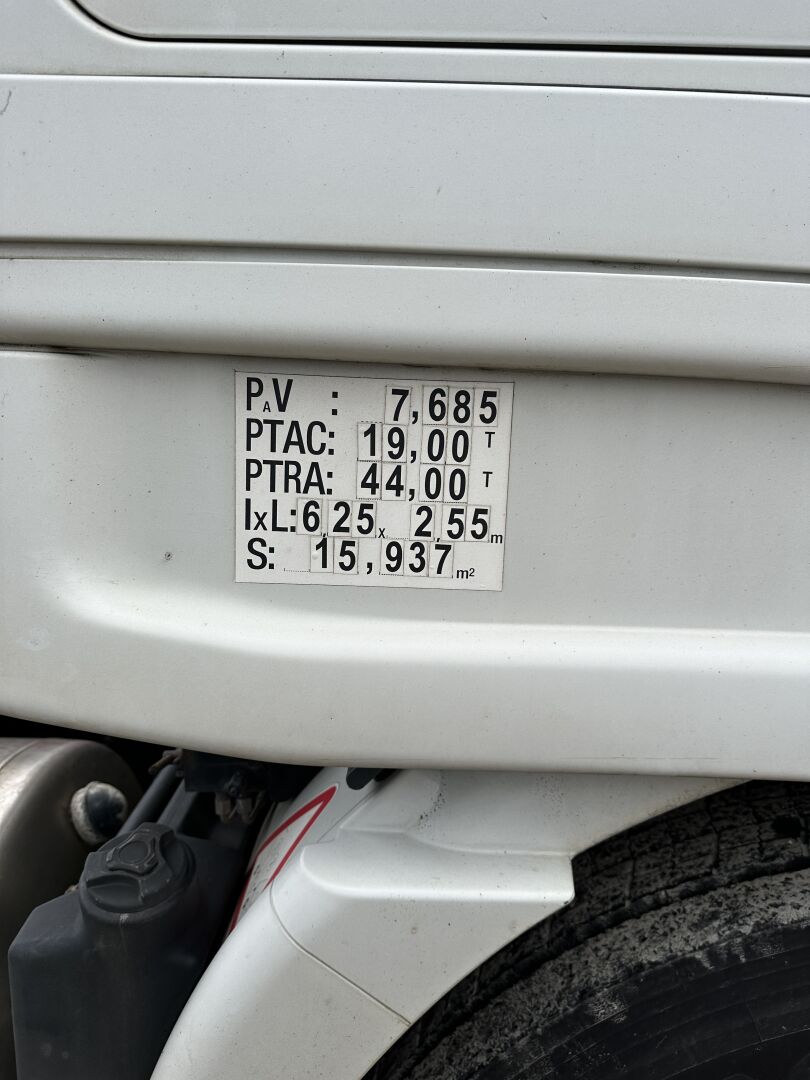 PAV : 7,685
PTAC: 19,00 T
PTRA: 44,00 T
IxL: 6,25 x 2,55 m
S: 15,937 m²